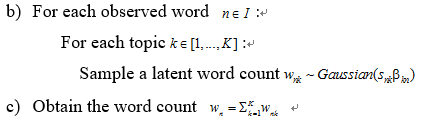 b) For each observed word n ∈ I :↵
For each topic k ∈ [1,...,K] :↵
Sample a latent word count w_nk ~ Gaussian(s_nk β_kn)
c) Obtain the word count w_n = Σ_{k=1}^K w_nk ↵